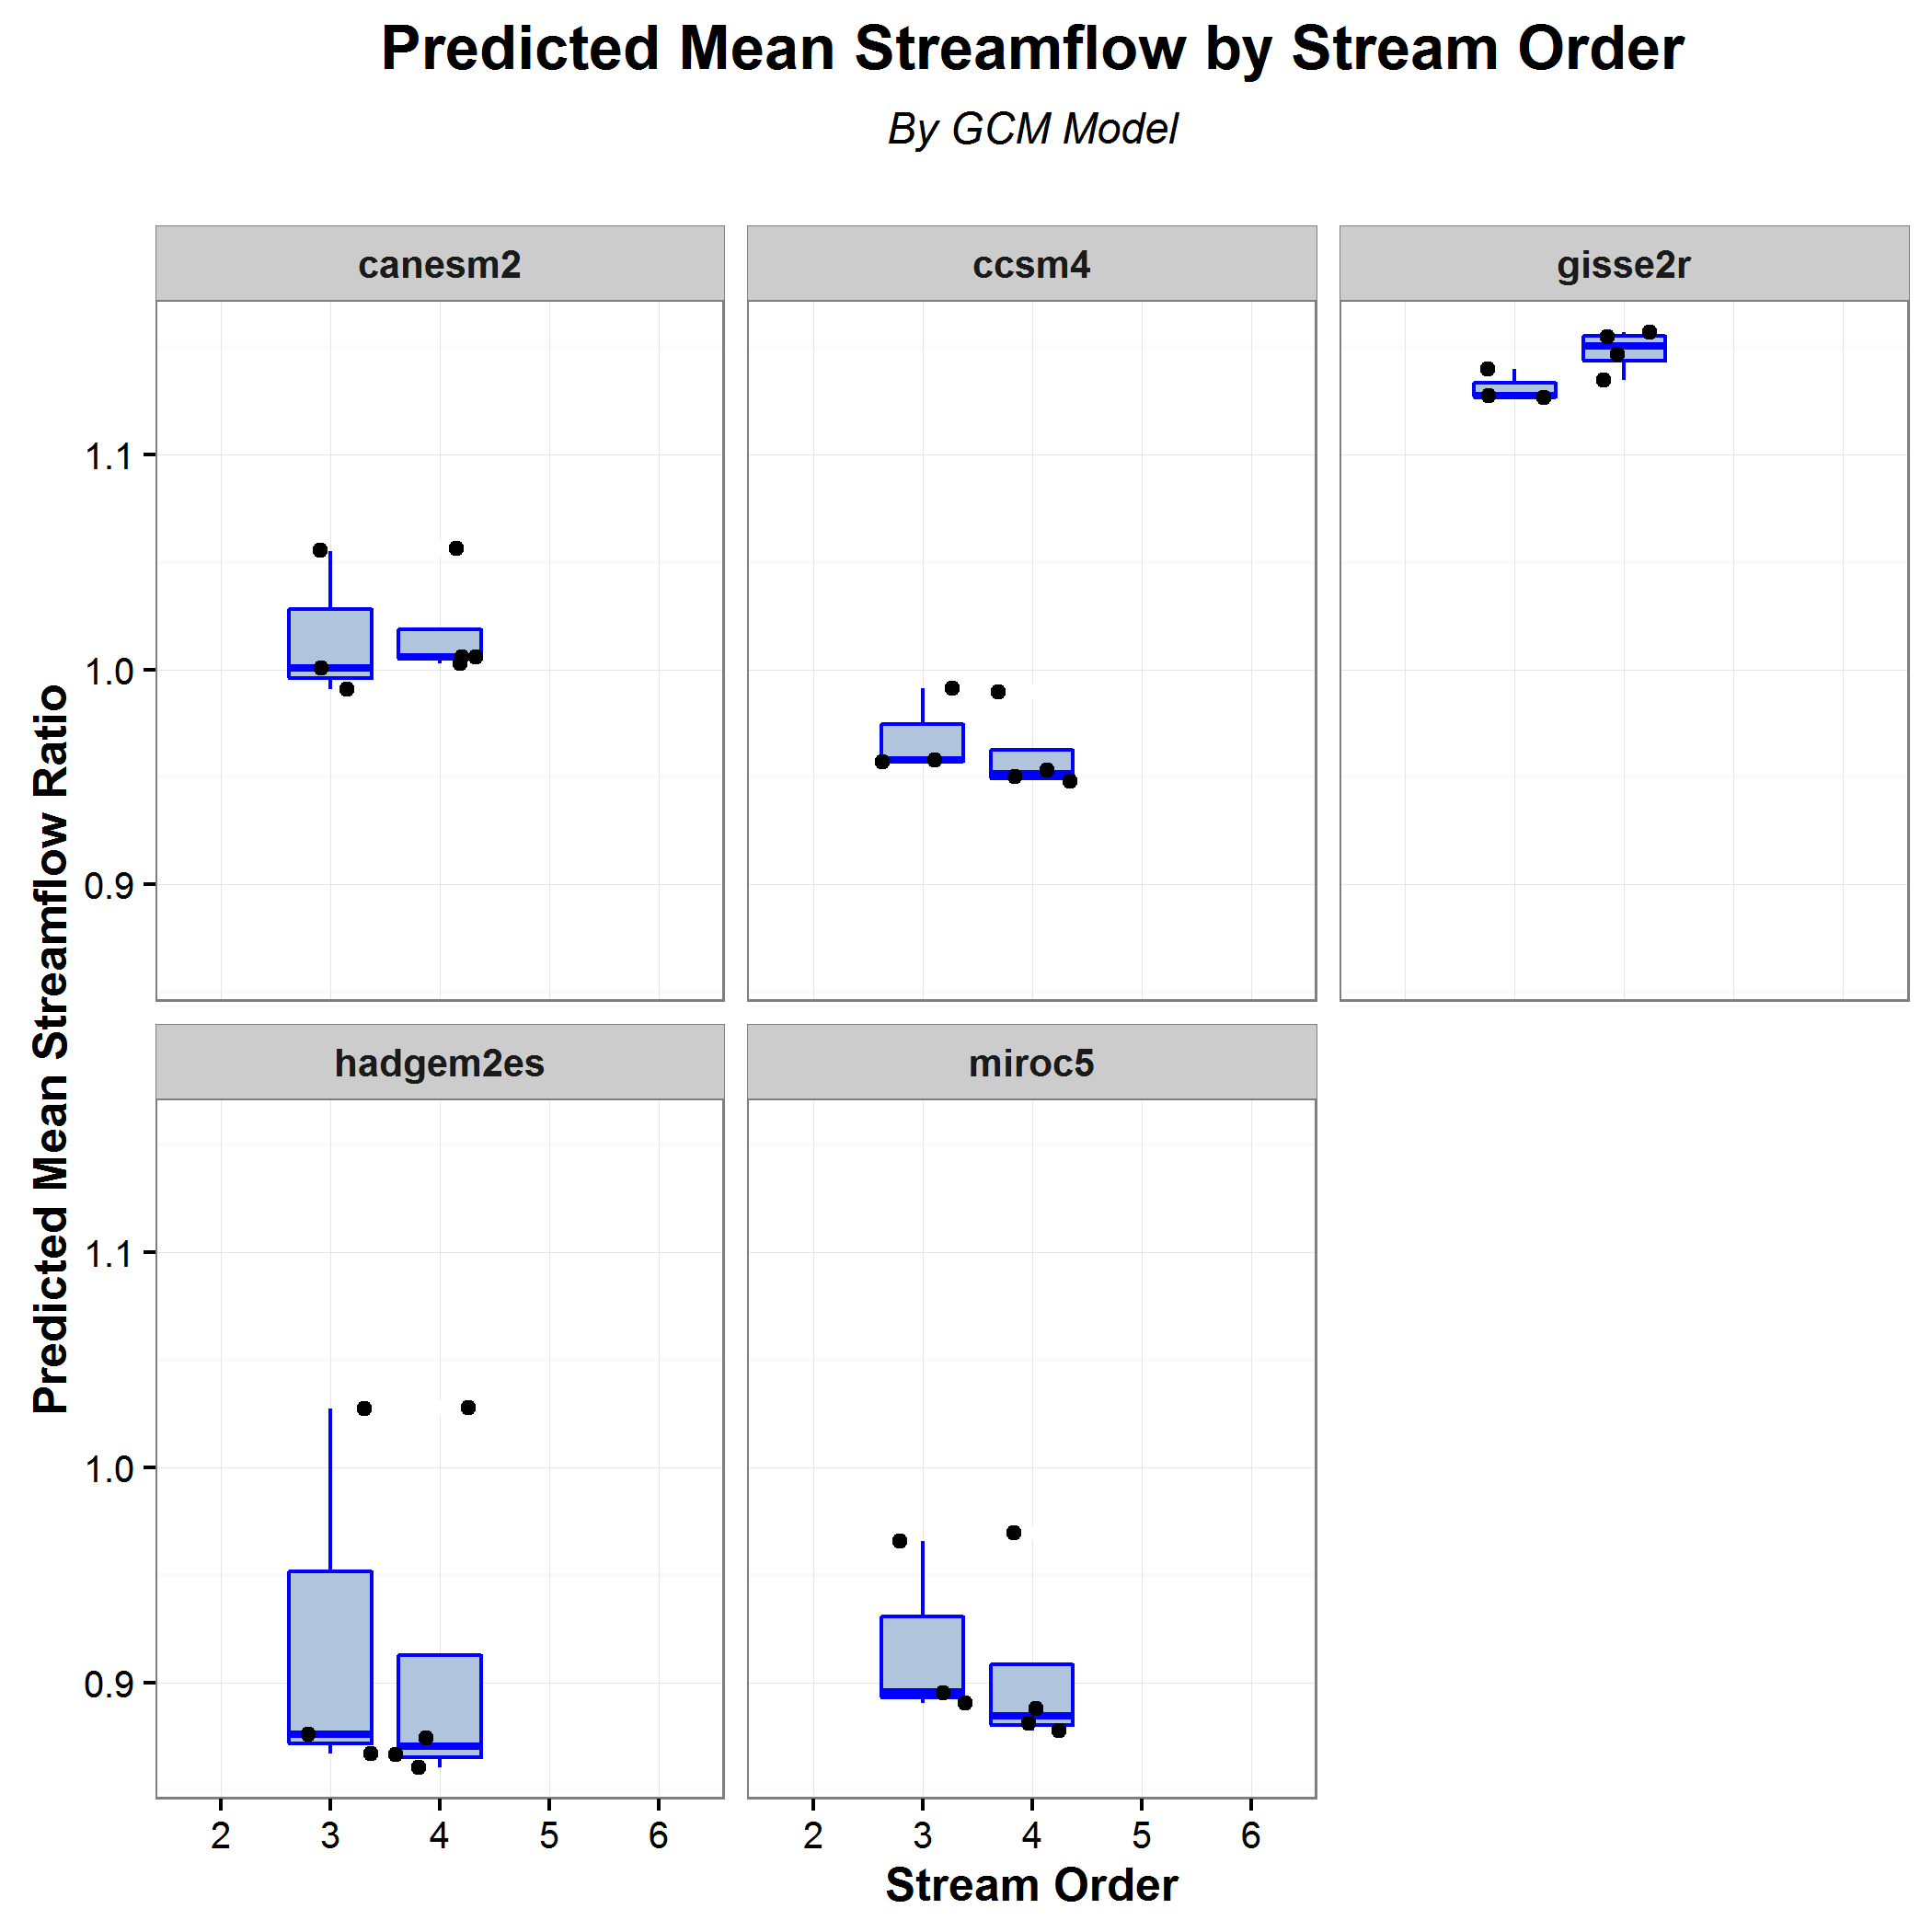 Predicted Mean Streamflow by Stream Order
By GCM Model
canesm2
ccsm4
gisse2r
1.1
1.0
0.9
Predicted Mean Streamflow Ratio
hadgem2es
miroc5
1.1
1.0
0.9
2 3 4 5 6
2 3 4 5 6
Stream Order